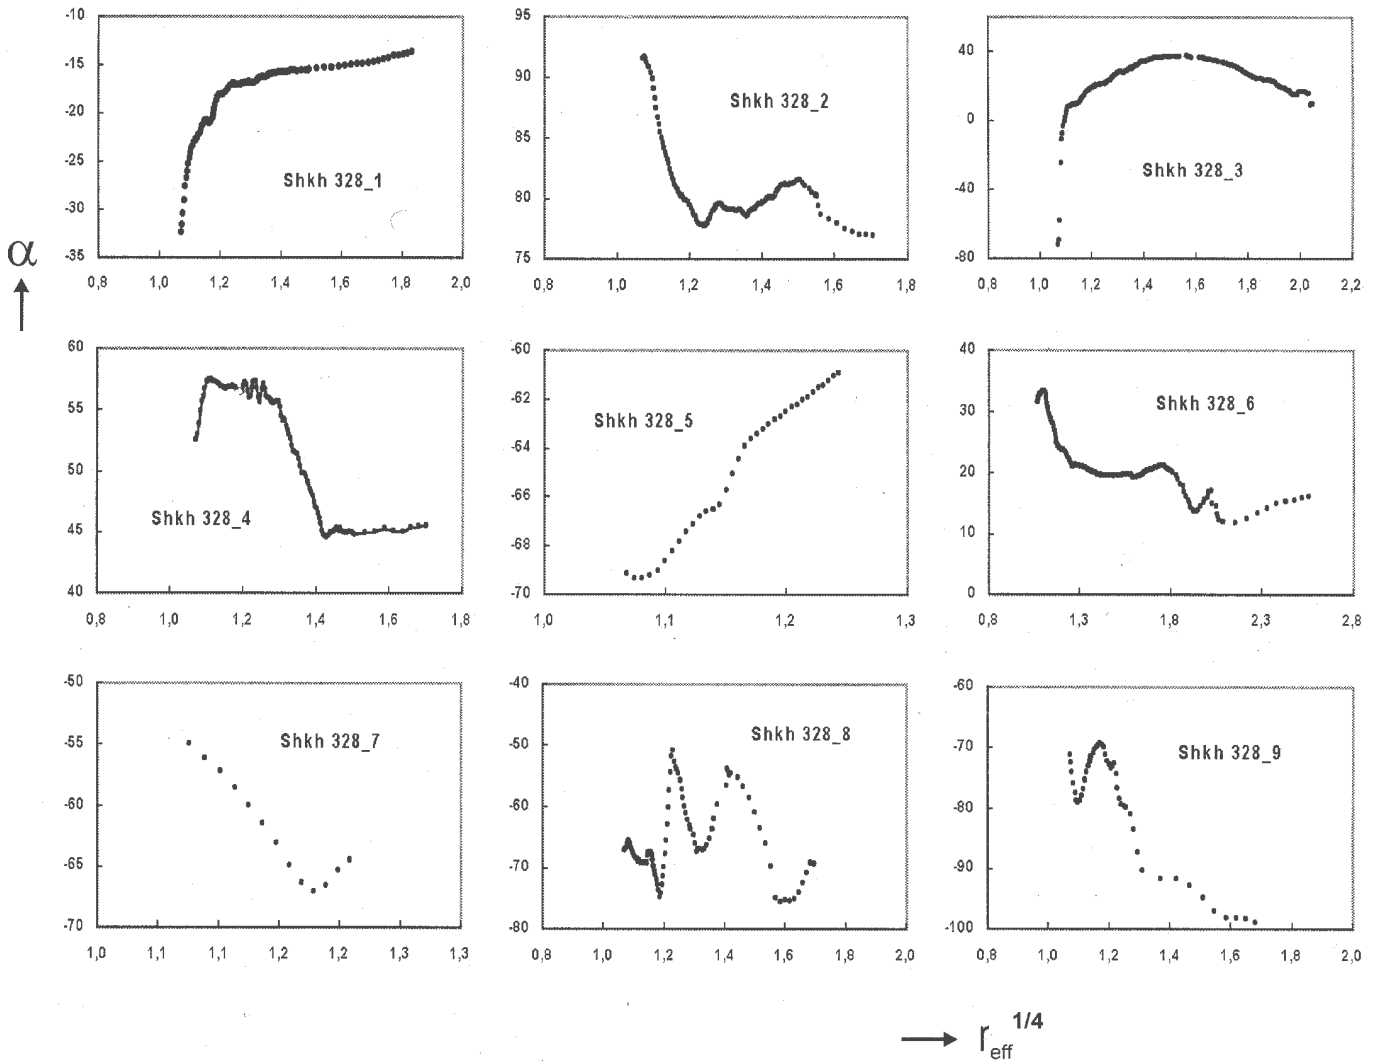 -10
-15
-20
-25
-30
-35
Shkh 328_1
0,8 1,0 1,2 1,4 1,6 1,8 2,0
95
90
85
80
75
Shkh 328_2
0,8 1,0 1,2 1,4 1,6 1,8
40
0
-40
-80
Shkh 328_3
0,8 1,0 1,2 1,4 1,6 1,8 2,0 2,2
α
60
55
50
45
40
Shkh 328_4
0,8 1,0 1,2 1,4 1,6 1,8
-60
-62
-64
-66
-68
-70
Shkh 328_5
1,0 1,1 1,2 1,3
40
30
20
10
0
Shkh 328_6
0,8 1,3 1,8 2,3 2,8
-50
-55
-60
-65
-70
Shkh 328_7
1,0 1,1 1,1 1,2 1,2 1,3 1,3
-40
-50
-60
-70
-80
Shkh 328_8
0,8 1,0 1,2 1,4 1,6 1,8 2,0
-60
-70
-80
-90
-100
Shkh 328_9
0,8 1,0 1,2 1,4 1,6 1,8 2,0
r_eff^1/4